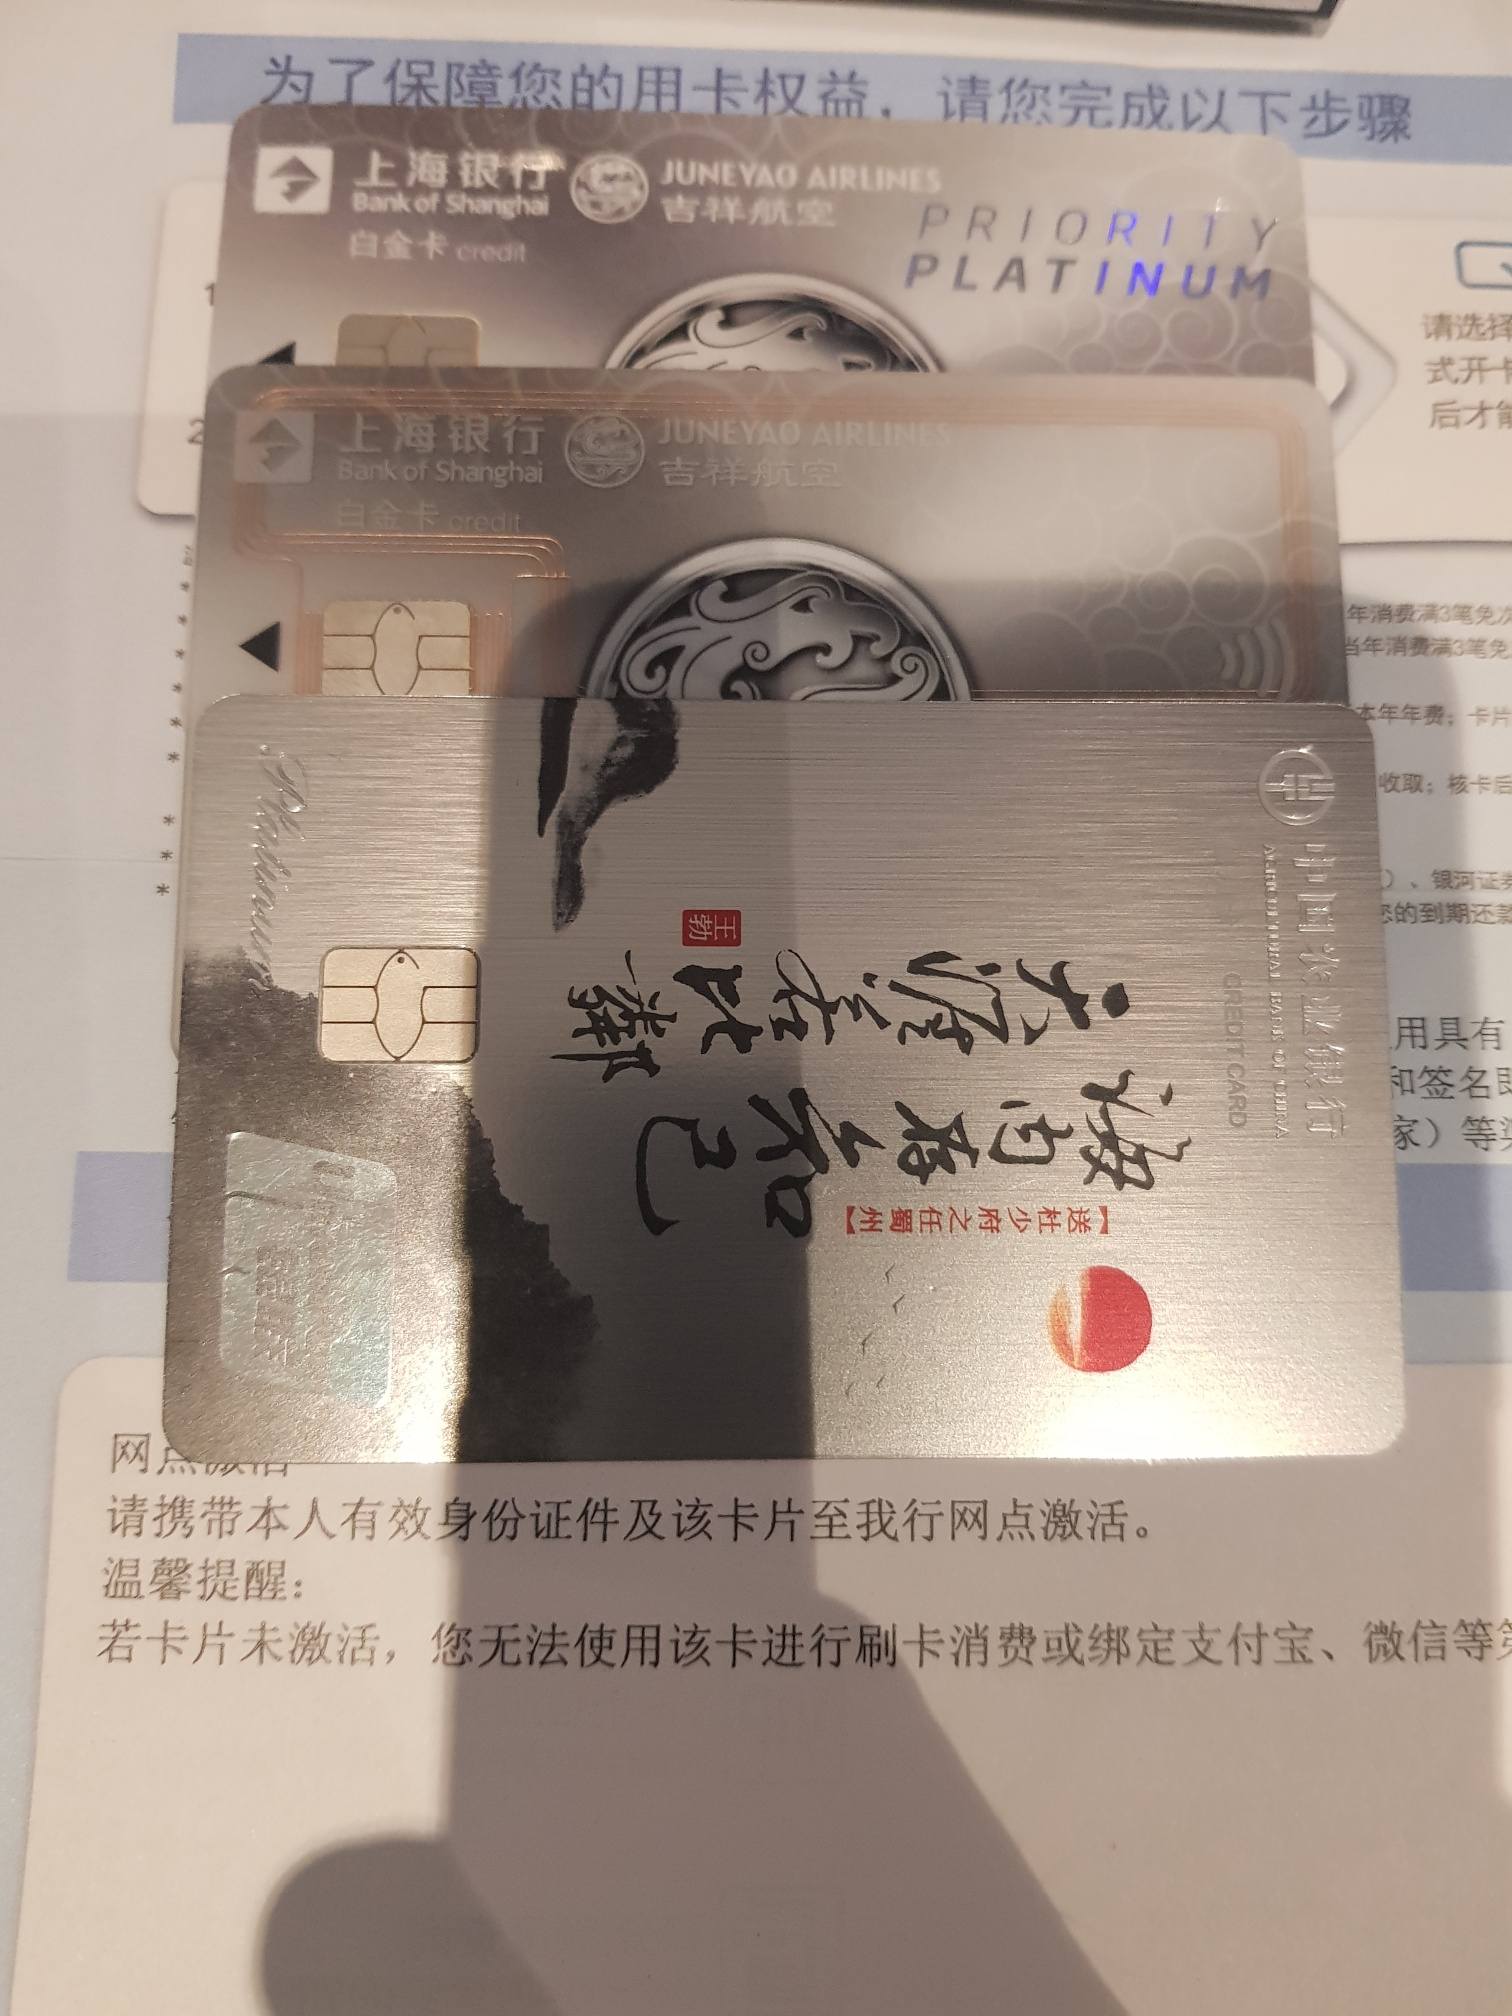 为了保障您的用卡权益，请您完成以下步骤
上海银行
Bank of Shanghai
白金卡 credit
JUNEYAO AIRLINES
吉祥航空
PRIORITY
PLATINUM
请选择
式开卡
后才能
上海银行
Bank of Shanghai
白金卡 credit
JUNEYAO AIRLINES
吉祥航空
年消费满3笔免次
当年消费满3笔免
本年年费；卡片
收取；核卡后
）、银河证券
您的到期还款
用具有
和签名即
家）等
中国农业银行
AGRICULTURAL BANK OF CHINA
CREDIT CARD
海内存知己
天涯若比邻
王勃
【送杜少府之任蜀州】
Platinum
网点激活
请携带本人有效身份证件及该卡片至我行网点激活。
温馨提醒：
若卡片未激活，您无法使用该卡进行刷卡消费或绑定支付宝、微信等第